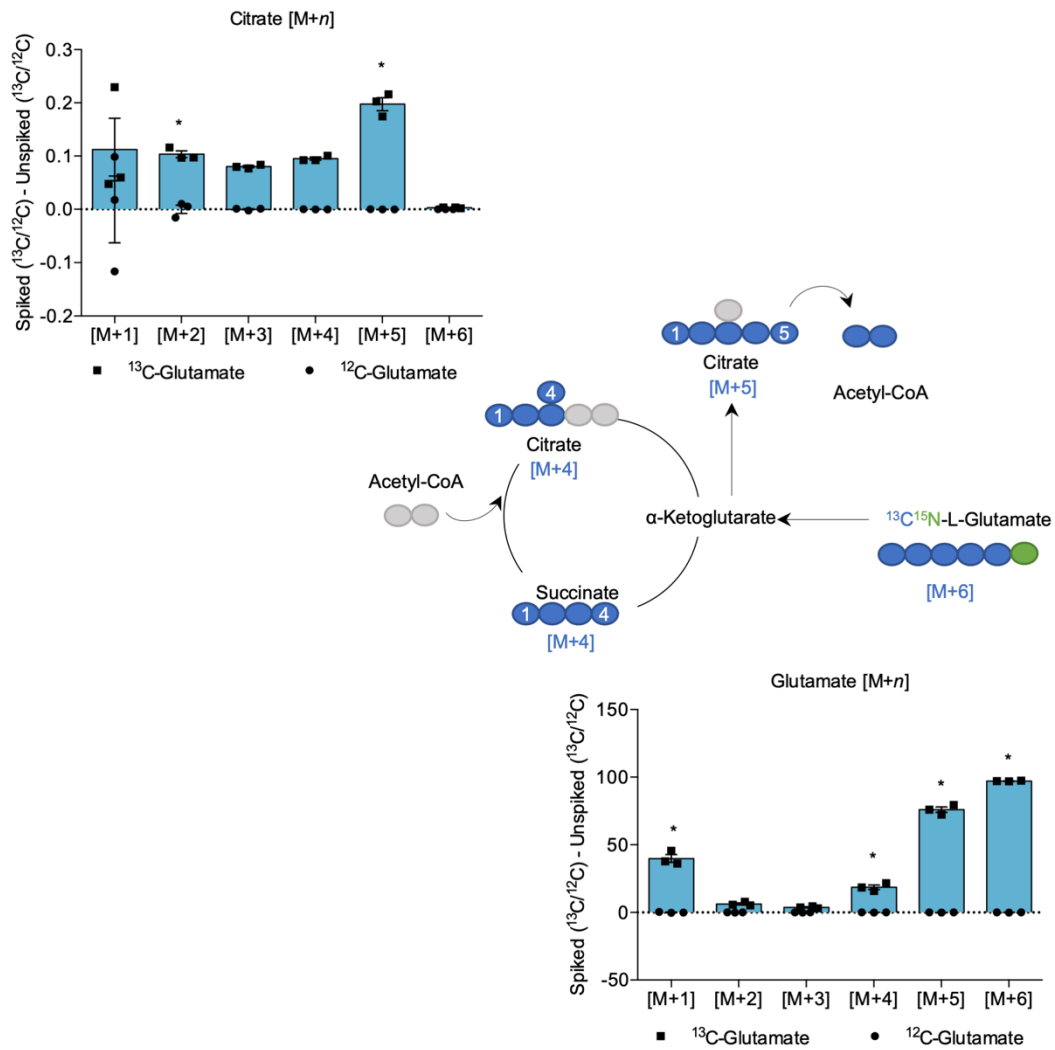 Citrate [M+n]
Spiked (¹³C/¹²C) - Unspiked (¹³C/¹²C)
0.3
0.2
0.1
0.0
-0.1
-0.2
* *
[M+1] [M+2] [M+3] [M+4] [M+5] [M+6]
■ ¹³C-Glutamate ● ¹²C-Glutamate
1 5
Citrate
[M+5]
Acetyl-CoA
4
1
Citrate
[M+4]
Acetyl-CoA
α-Ketoglutarate
¹³C¹⁵N-L-Glutamate
[M+6]
Succinate
1 4
[M+4]
Glutamate [M+n]
Spiked (¹³C/¹²C) - Unspiked (¹³C/¹²C)
150
100
50
0
-50
* * * *
[M+1] [M+2] [M+3] [M+4] [M+5] [M+6]
■ ¹³C-Glutamate ● ¹²C-Glutamate